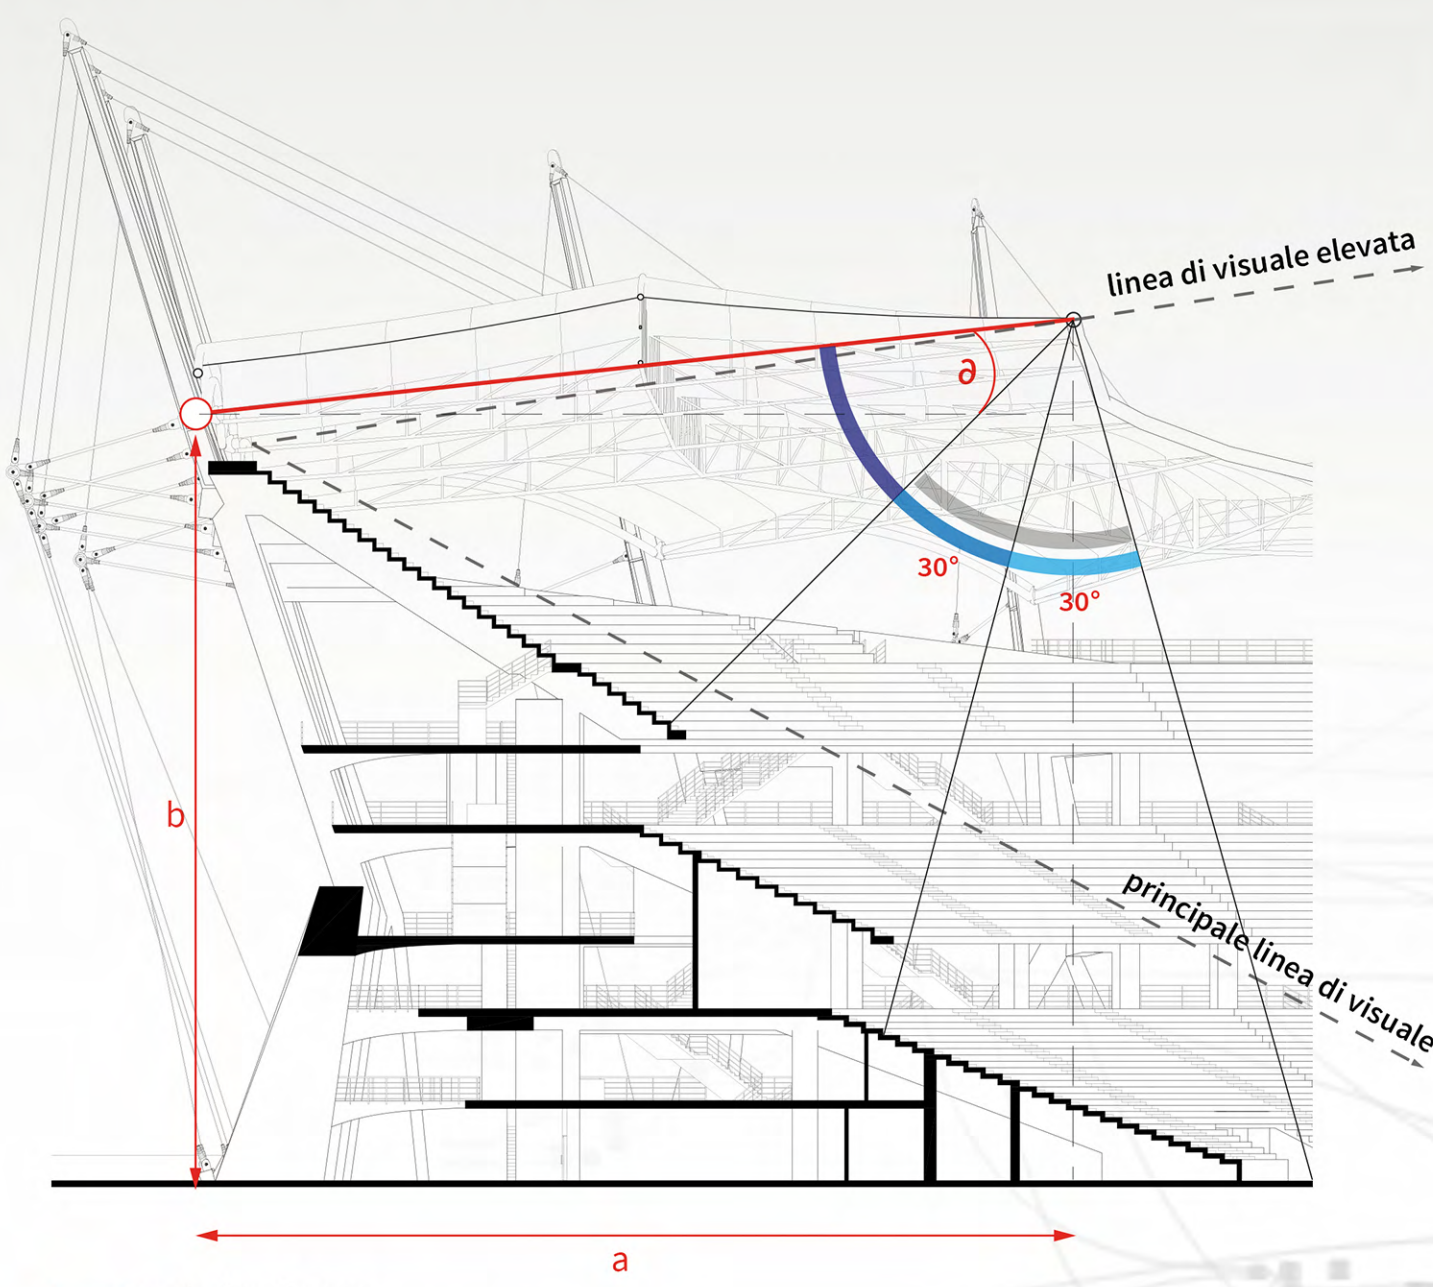 linea di visuale elevata
∂
30°
30°
b
principale linea di visuale
a